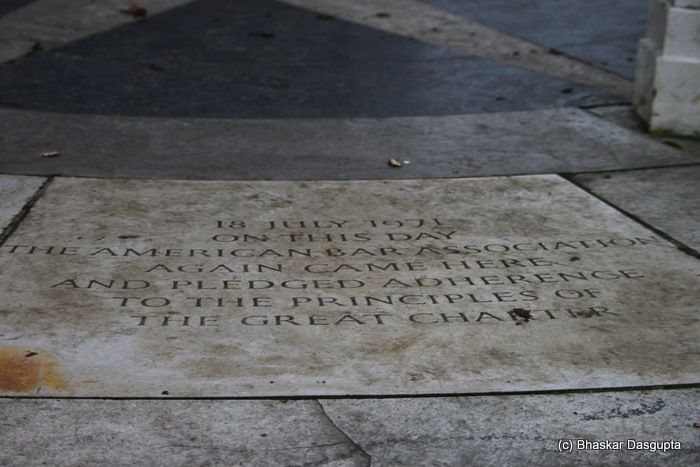 18 JULY 1971
ON THIS DAY
THE AMERICAN BAR ASSOCIATION
AGAIN CAME HERE
AND PLEDGED ADHERENCE
TO THE PRINCIPLES OF
THE GREAT CHARTER
(c) Bhaskar Dasgupta